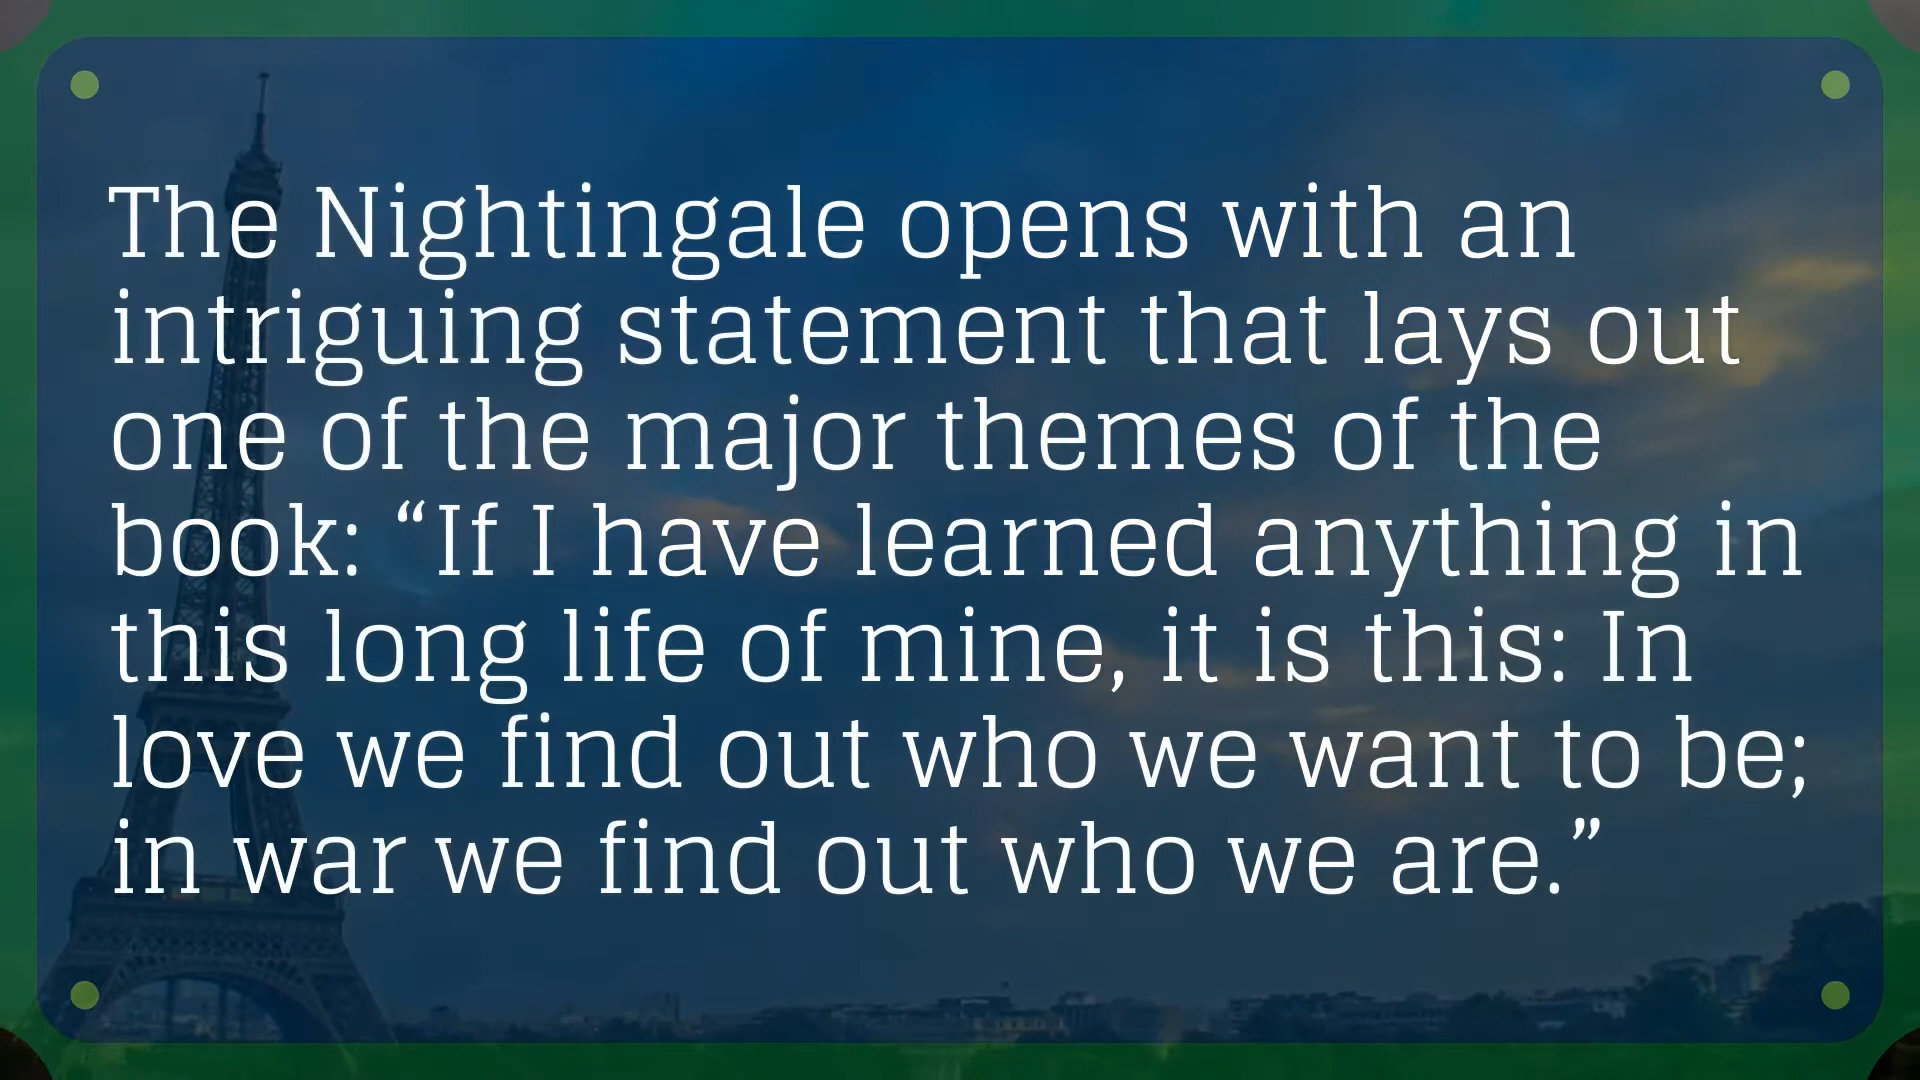 The Nightingale opens with an
intriguing statement that lays out
one of the major themes of the
book: “If I have learned anything in
this long life of mine, it is this: In
love we find out who we want to be;
in war we find out who we are.”